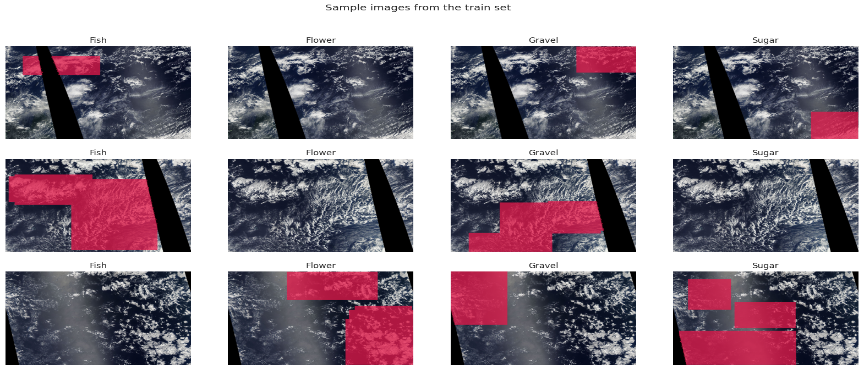 Sample images from the train set
Fish Flower Gravel Sugar
Fish Flower Gravel Sugar
Fish Flower Gravel Sugar